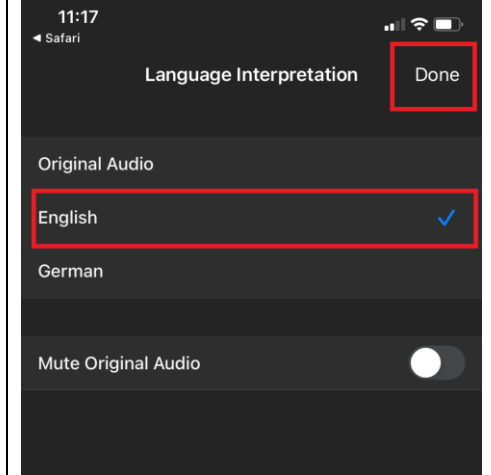 11:17
◀ Safari
Language Interpretation Done
Original Audio
English
German
Mute Original Audio